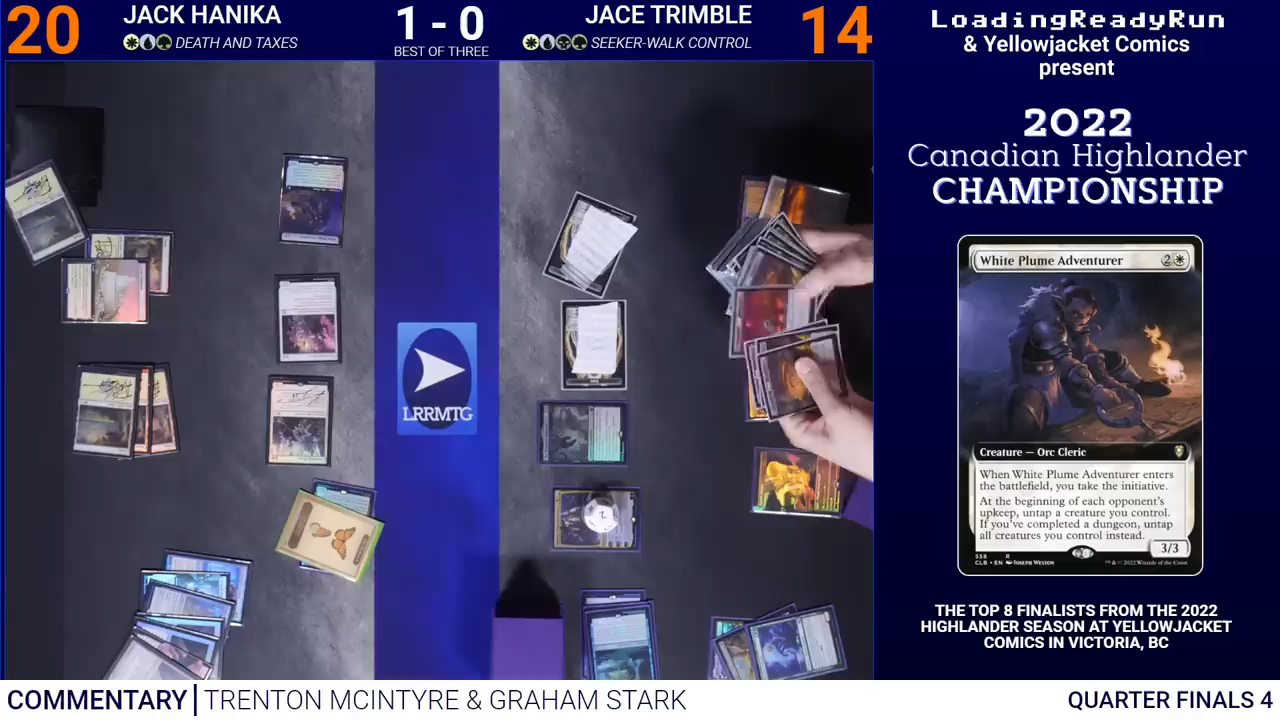 20
JACK HANIKA
DEATH AND TAXES
1 - 0
BEST OF THREE
JACE TRIMBLE
SEEKER-WALK CONTROL
14
LoadingReadyRun
& Yellowjacket Comics
present
2022
Canadian Highlander
CHAMPIONSHIP
White Plume Adventurer
2
Creature — Orc Cleric
When White Plume Adventurer enters
the battlefield, you take the initiative.
At the beginning of each opponent's
upkeep, untap a creature you control.
If you've completed a dungeon, untap
all creatures you control instead.
3/3
LRRMTG
2
THE TOP 8 FINALISTS FROM THE 2022
HIGHLANDER SEASON AT YELLOWJACKET
COMICS IN VICTORIA, BC
COMMENTARY | TRENTON MCINTYRE & GRAHAM STARK
QUARTER FINALS 4